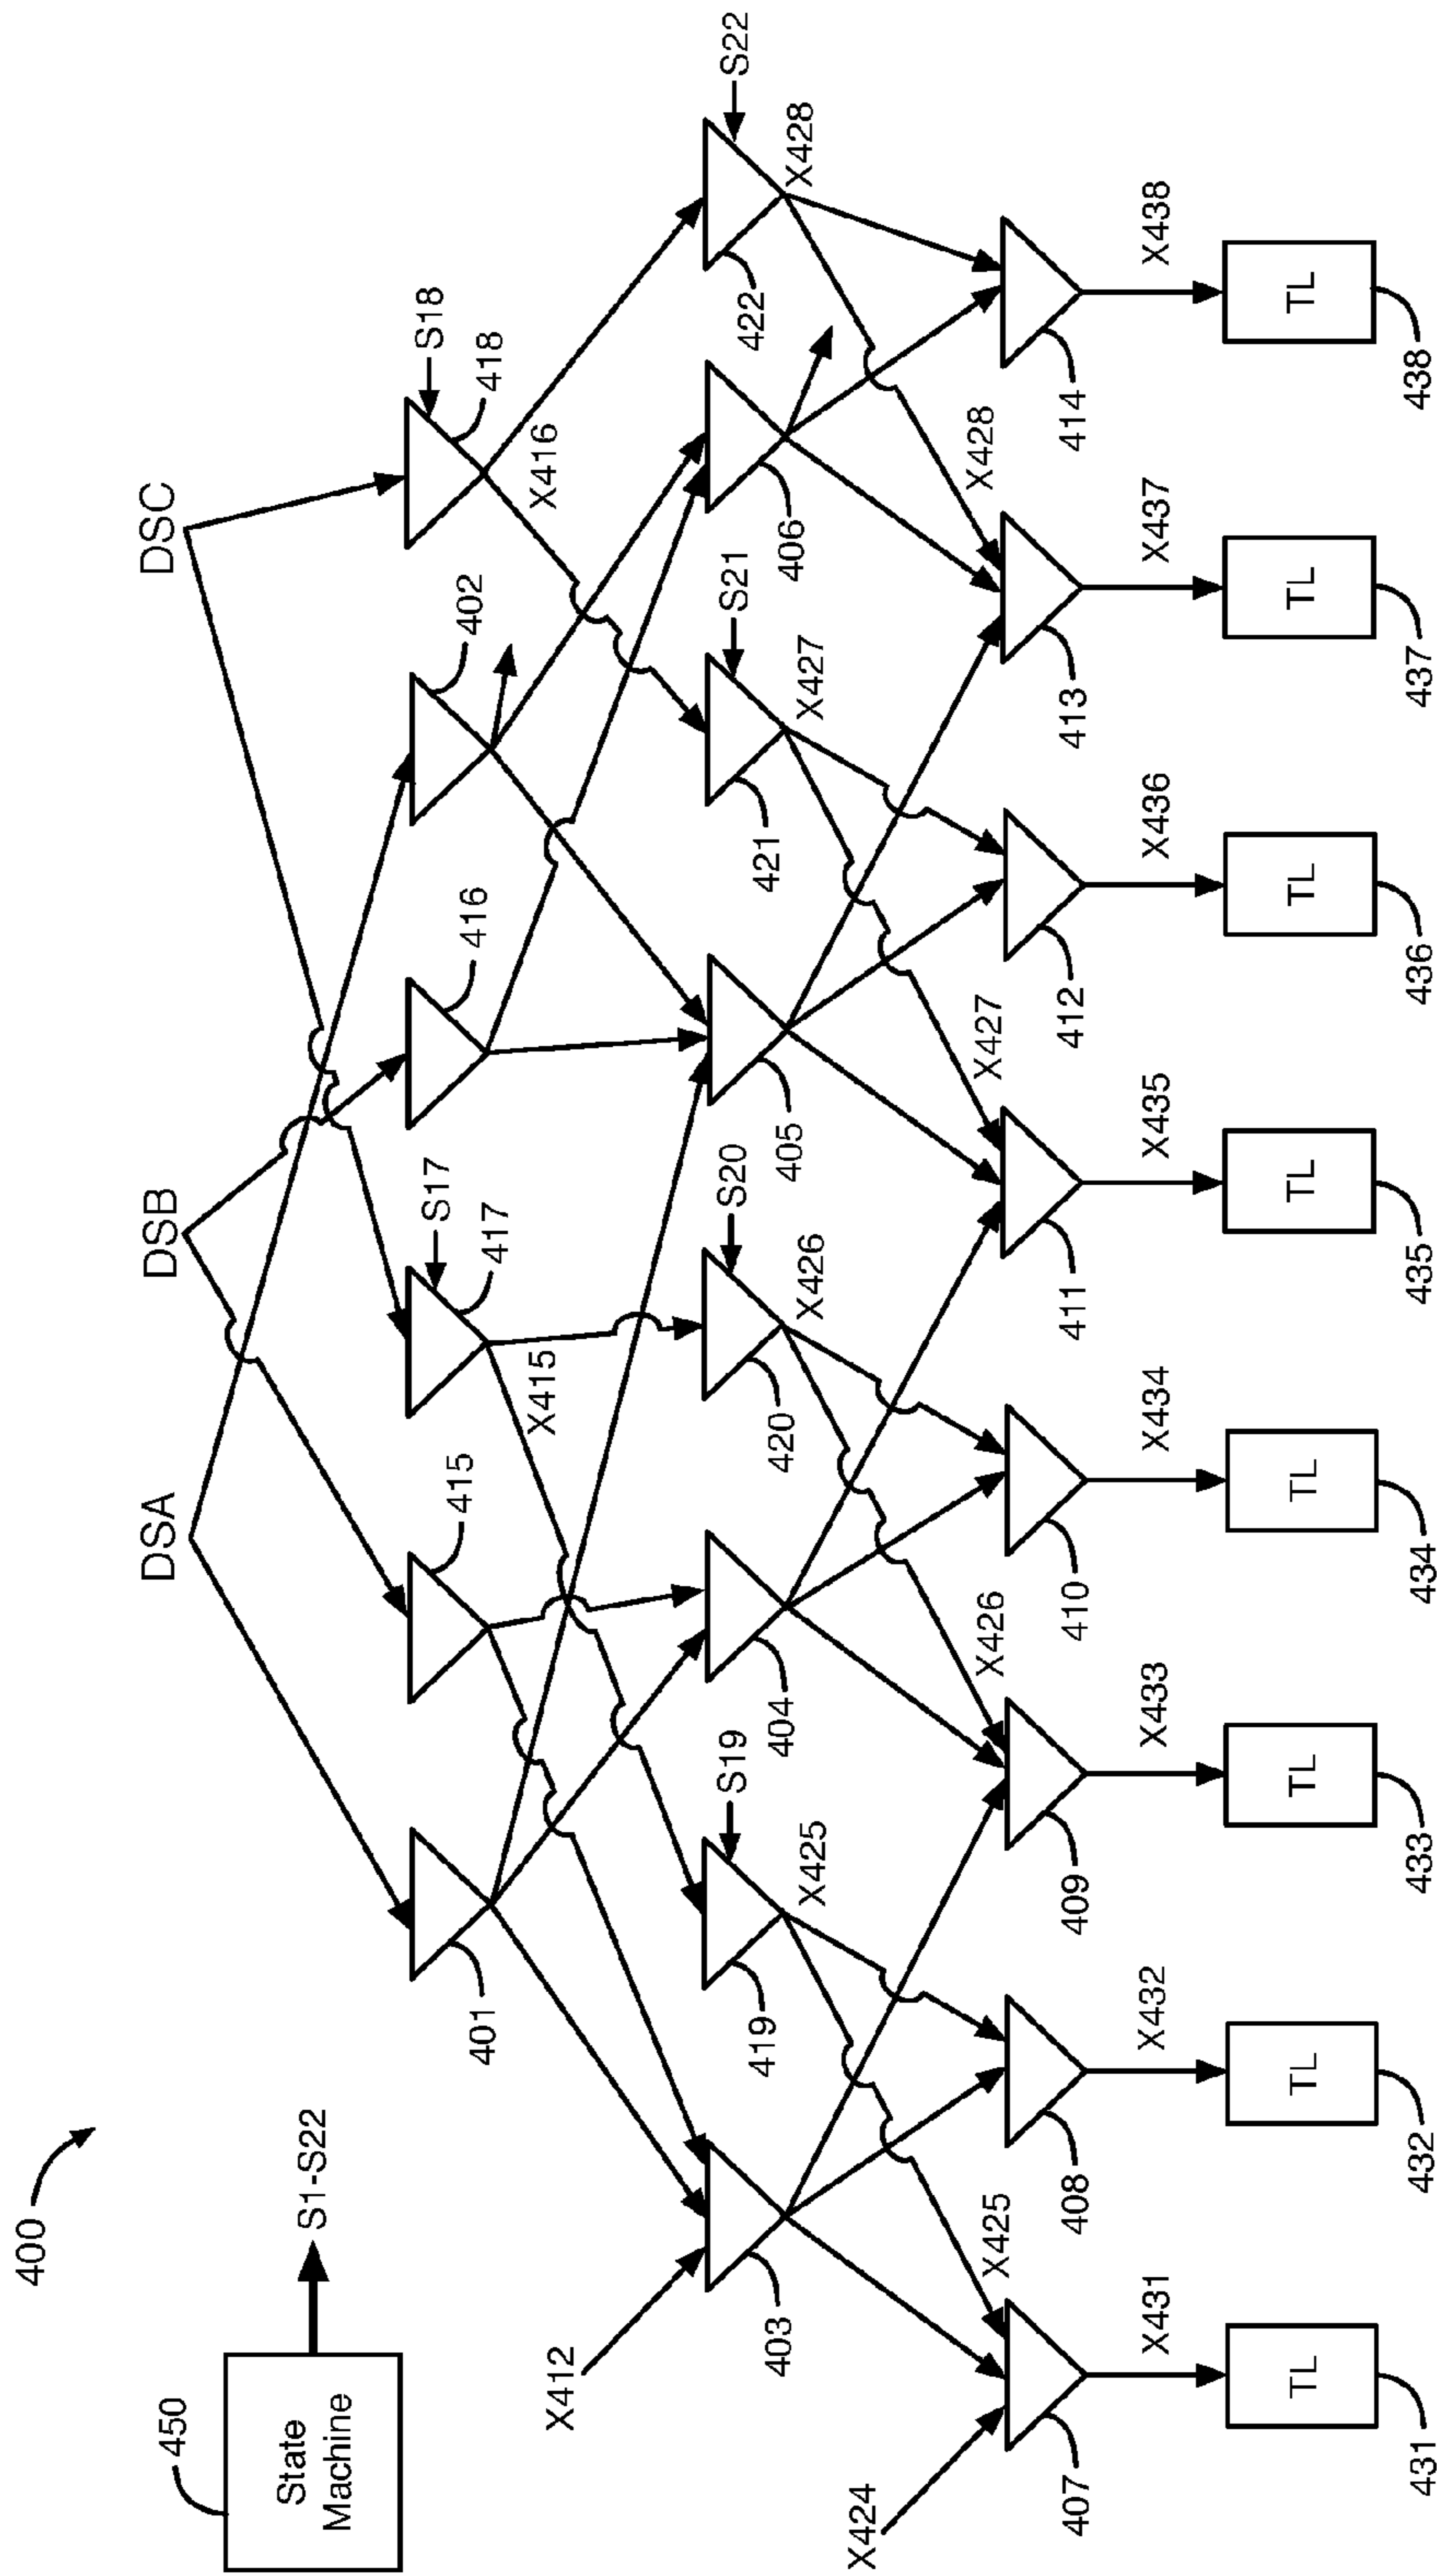 400
450
State
Machine
S1-S22
DSA
DSB
DSC
401
415
S17
417
416
402
S18
418
X415
X416
X412
403
S19
419
404
S20
420
405
S21
421
406
S22
422
X425
X426
X427
X428
X424
X425
X426
X427
X428
407
408
409
410
411
412
413
414
X431
X432
X433
X434
X435
X436
X437
X438
TL
TL
TL
TL
TL
TL
TL
TL
431
432
433
434
435
436
437
438